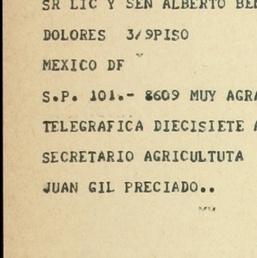 SR LIC Y SEN ALBERTO BE
DOLORES 3/9PISO
MEXICO DF
S.P. 101.- 8609 MUY AGRA
TELEGRAFICA DIECISIETE A
SECRETARIO AGRICULTUTA
JUAN GIL PRECIADO..